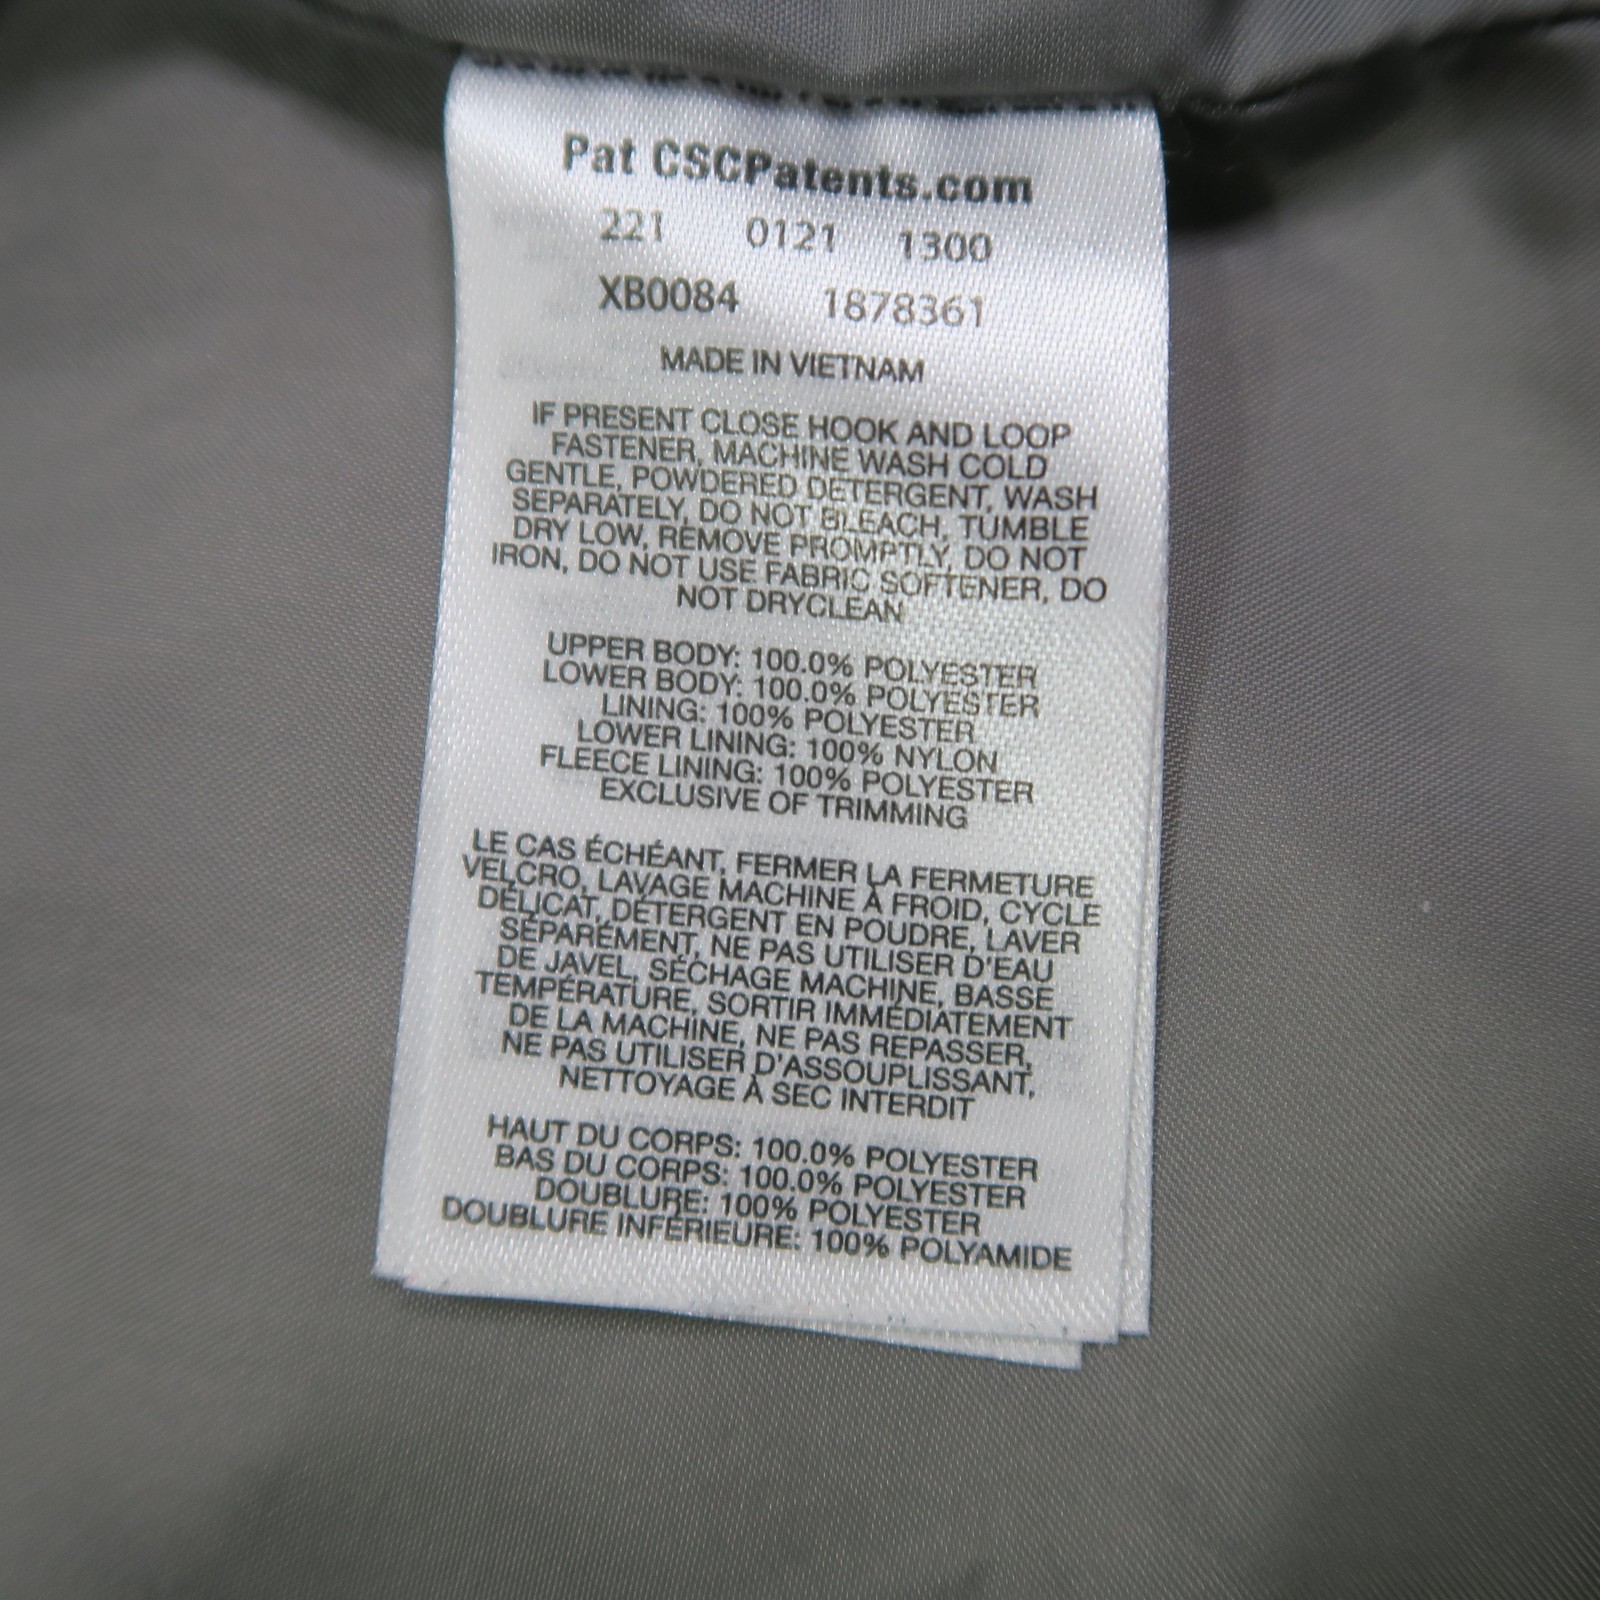 Pat CSCPatents.com
221 0121 1300
XB0084 1878361
MADE IN VIETNAM
IF PRESENT CLOSE HOOK AND LOOP
FASTENER, MACHINE WASH COLD
GENTLE, POWDERED DETERGENT, WASH
SEPARATELY, DO NOT BLEACH, TUMBLE
DRY LOW, REMOVE PROMPTLY, DO NOT
IRON, DO NOT USE FABRIC SOFTENER, DO
NOT DRYCLEAN
UPPER BODY: 100.0% POLYESTER
LOWER BODY: 100.0% POLYESTER
LINING: 100% POLYESTER
LOWER LINING: 100% NYLON
FLEECE LINING: 100% POLYESTER
EXCLUSIVE OF TRIMMING
LE CAS ÉCHÉANT, FERMER LA FERMETURE
VELCRO, LAVAGE MACHINE À FROID, CYCLE
DÉLICAT, DÉTERGENT EN POUDRE, LAVER
SÉPARÉMENT, NE PAS UTILISER D'EAU
DE JAVEL, SÉCHAGE MACHINE, BASSE
TEMPÉRATURE, SORTIR IMMÉDIATEMENT
DE LA MACHINE, NE PAS REPASSER,
NE PAS UTILISER D'ASSOUPLISSANT,
NETTOYAGE À SEC INTERDIT
HAUT DU CORPS: 100.0% POLYESTER
BAS DU CORPS: 100.0% POLYESTER
DOUBLURE: 100% POLYESTER
DOUBLURE INFÉRIEURE: 100% POLYAMIDE